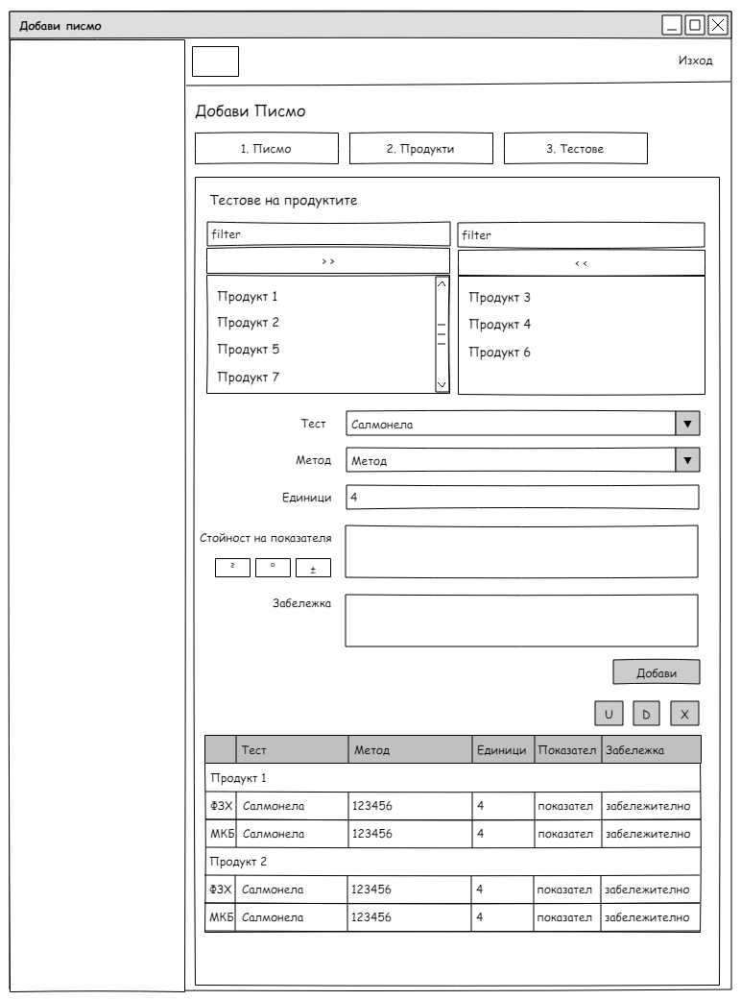 Добави писмо
Изход
Добави Писмо
1. Писмо 2. Продукти 3. Тестове
Тестове на продуктите
filter filter
>> <<
Продукт 1 Продукт 3
Продукт 2 Продукт 4
Продукт 5 Продукт 6
Продукт 7
Тест Салмонела
Метод Метод
Единици 4
Стойност на показателя
² ° ±
Забележка
Добави
U D X
Тест Метод Единици Показател Забележка
Продукт 1
ФЗХ Салмонела 123456 4 показател забележително
МКБ Салмонела 123456 4 показател забележително
Продукт 2
ФЗХ Салмонела 123456 4 показател забележително
МКБ Салмонела 123456 4 показател забележително